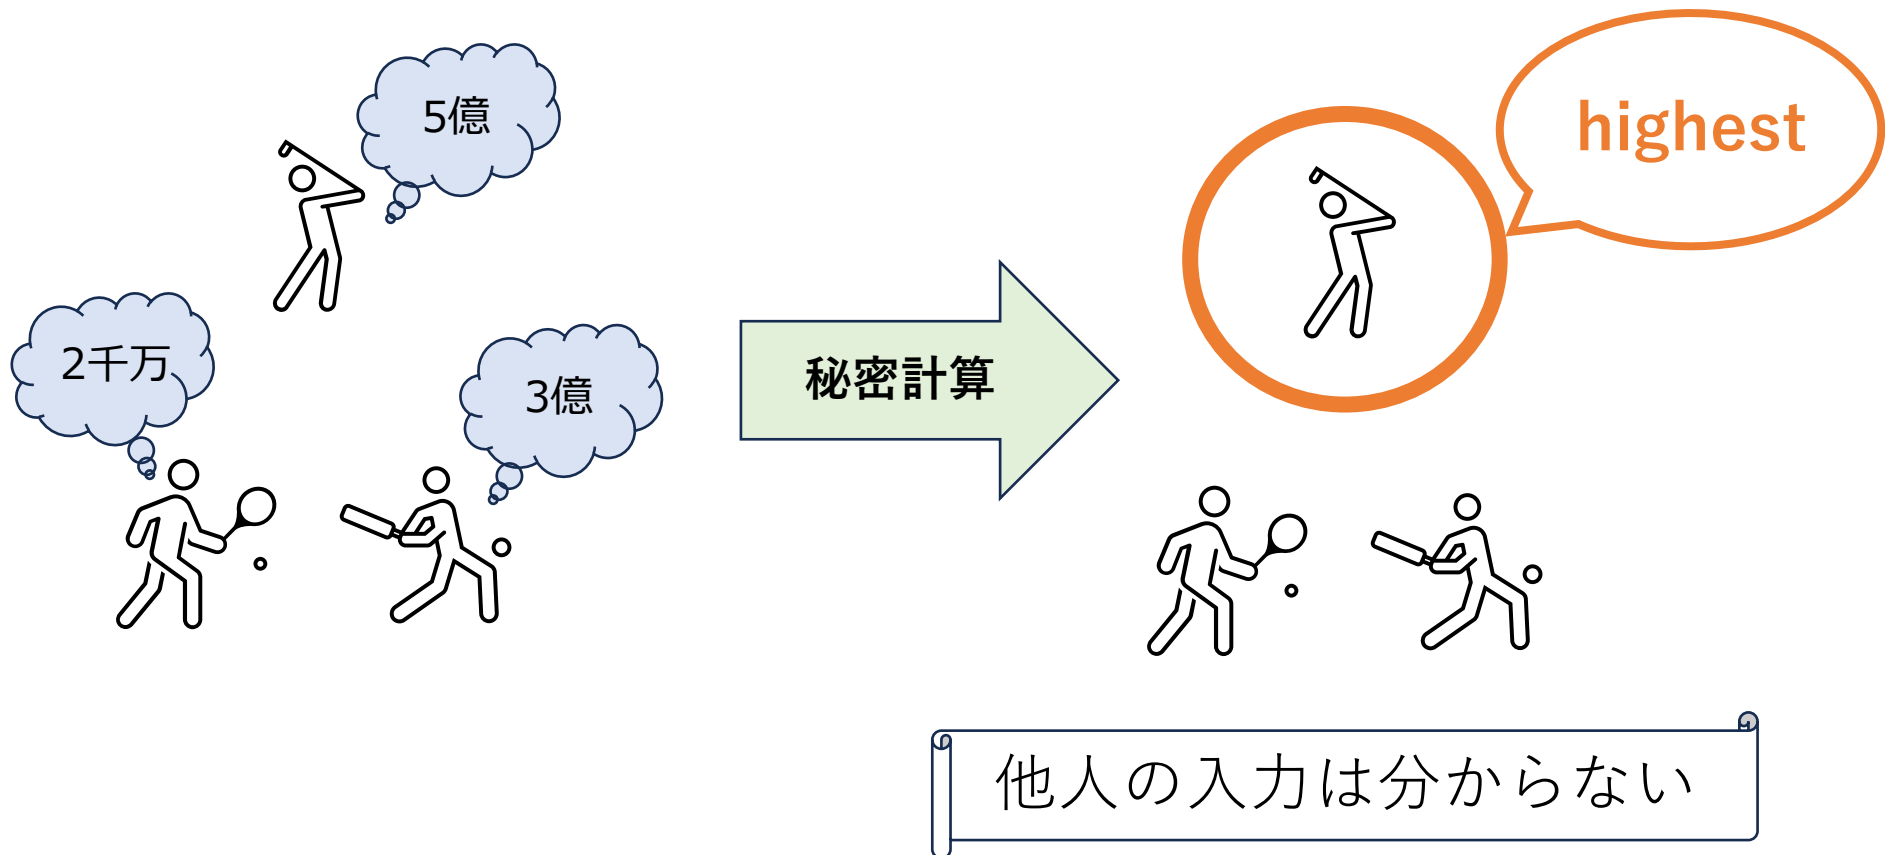 5億
2千万
3億
秘密計算
highest
他人の入力は分からない